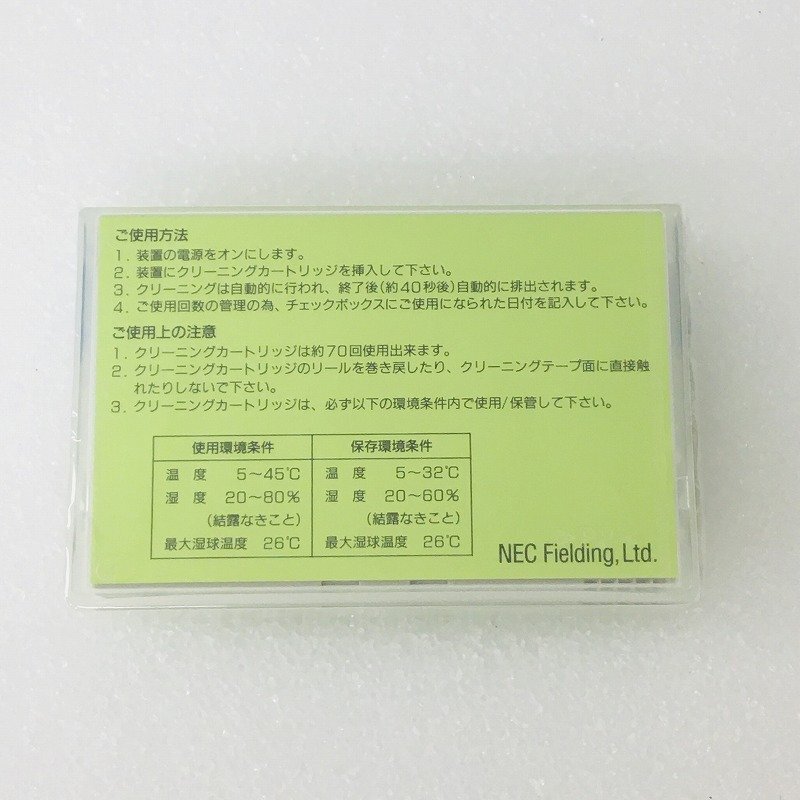 ご使用方法
1. 装置の電源をオンにします。
2. 装置にクリーニングカートリッジを挿入して下さい。
3. クリーニングは自動的に行われ、終了後(約40秒後)自動的に排出されます。
4. ご使用回数の管理の為、チェックボックスにご使用になられた日付を記入して下さい。
ご使用上の注意
1. クリーニングカートリッジは約70回使用出来ます。
2. クリーニングカートリッジのリールを巻き戻したり、クリーニングテープ面に直接触
れたりしないで下さい。
3. クリーニングカートリッジは、必ず以下の環境条件内で使用/保管して下さい。
使用環境条件 保存環境条件
温 度 5〜45℃ 温 度 5〜32℃
湿 度 20〜80% 湿 度 20〜60%
(結露なきこと) (結露なきこと)
最大湿球温度 26℃ 最大湿球温度 26℃
NEC Fielding, Ltd.